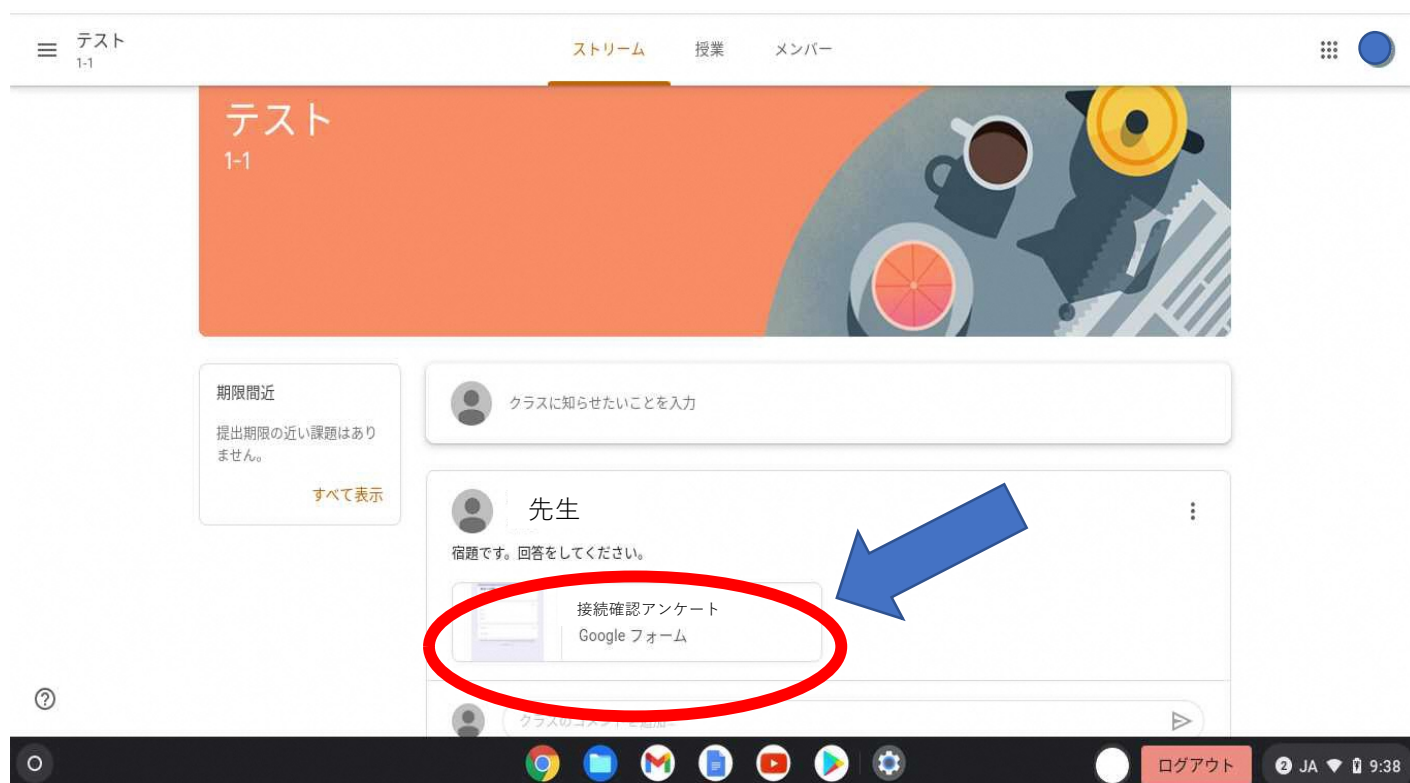 テスト
1-1
ストリーム 授業 メンバー
テスト
1-1
期限間近
提出期限の近い課題はあり
ません。
すべて表示
クラスに知らせたいことを入力
先生
宿題です。回答をしてください。
接続確認アンケート
Google フォーム
ログアウト
2 JA 9:38